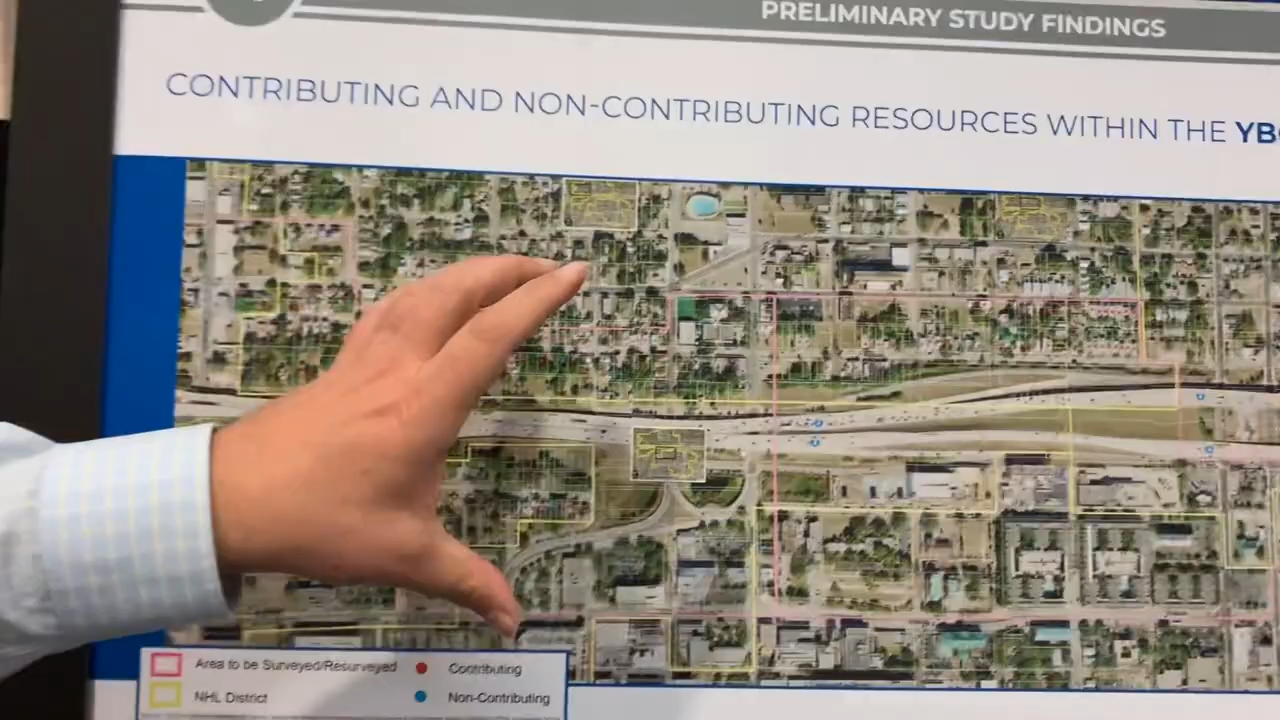 PRELIMINARY STUDY FINDINGS
CONTRIBUTING AND NON-CONTRIBUTING RESOURCES WITHIN THE YB
Area to be Surveyed/Resurveyed
Contributing
NHL District
Non-Contributing